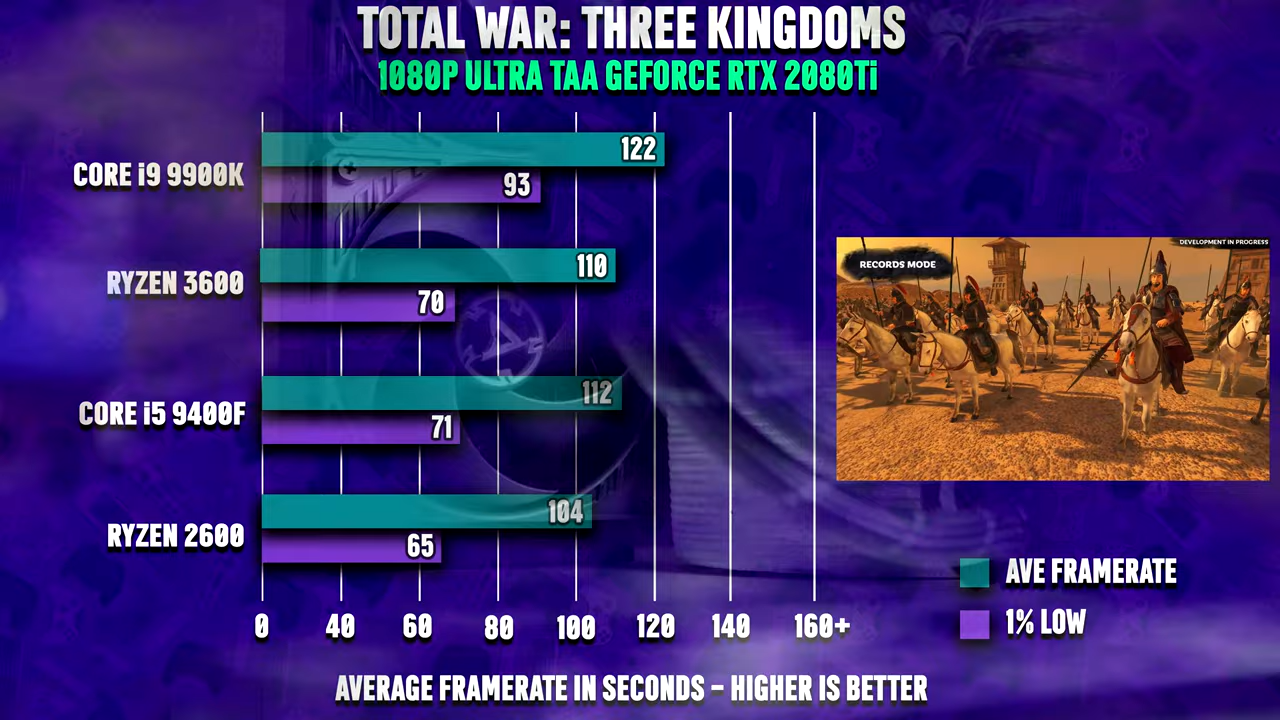 TOTAL WAR: THREE KINGDOMS
1080P ULTRA TAA GEFORCE RTX 2080Ti
CORE i9 9900K
122
93
RYZEN 3600
110
70
CORE i5 9400F
112
71
RYZEN 2600
104
65
0 40 60 80 100 120 140 160+
AVERAGE FRAMERATE IN SECONDS – HIGHER IS BETTER
DEVELOPMENT IN PROGRESS
RECORDS MODE
AVE FRAMERATE
1% LOW